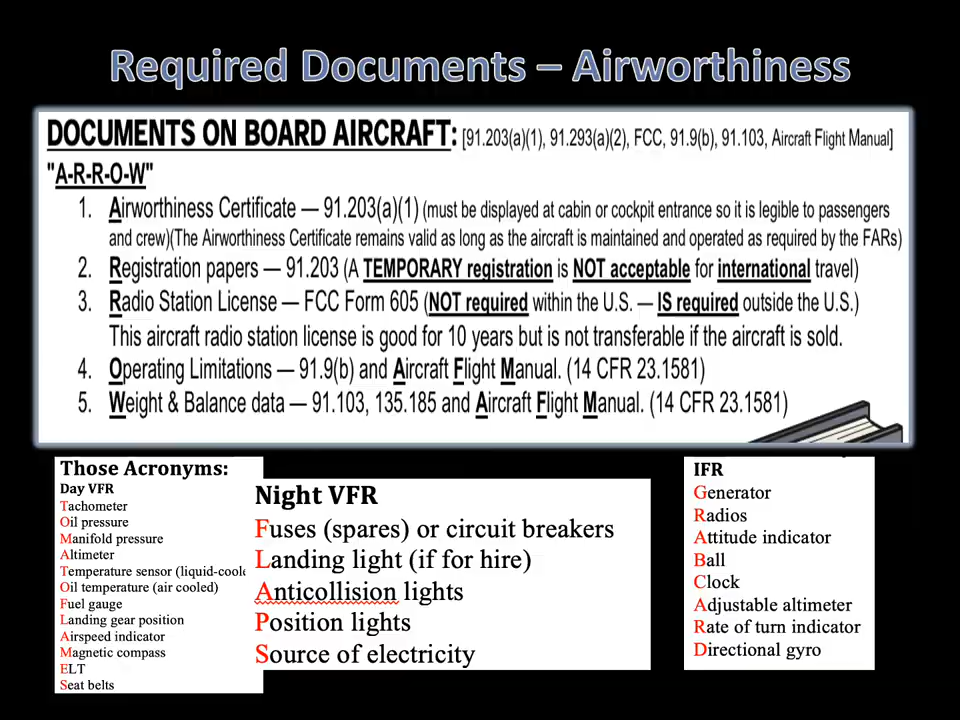 Required Documents – Airworthiness
DOCUMENTS ON BOARD AIRCRAFT: [91.203(a)(1), 91.293(a)(2), FCC, 91.9(b), 91.103, Aircraft Flight Manual]
"A-R-R-O-W"
1. Airworthiness Certificate — 91.203(a)(1) (must be displayed at cabin or cockpit entrance so it is legible to passengers
and crew)(The Airworthiness Certificate remains valid as long as the aircraft is maintained and operated as required by the FARs)
2. Registration papers — 91.203 (A TEMPORARY registration is NOT acceptable for international travel)
3. Radio Station License — FCC Form 605 (NOT required within the U.S. — IS required outside the U.S.)
This aircraft radio station license is good for 10 years but is not transferable if the aircraft is sold.
4. Operating Limitations — 91.9(b) and Aircraft Flight Manual. (14 CFR 23.1581)
5. Weight & Balance data — 91.103, 135.185 and Aircraft Flight Manual. (14 CFR 23.1581)
Those Acronyms:
Day VFR
Tachometer
Oil pressure
Manifold pressure
Altimeter
Temperature sensor (liquid-coole
Oil temperature (air cooled)
Fuel gauge
Landing gear position
Airspeed indicator
Magnetic compass
ELT
Seat belts
Night VFR
Fuses (spares) or circuit breakers
Landing light (if for hire)
Anticollision lights
Position lights
Source of electricity
IFR
Generator
Radios
Attitude indicator
Ball
Clock
Adjustable altimeter
Rate of turn indicator
Directional gyro